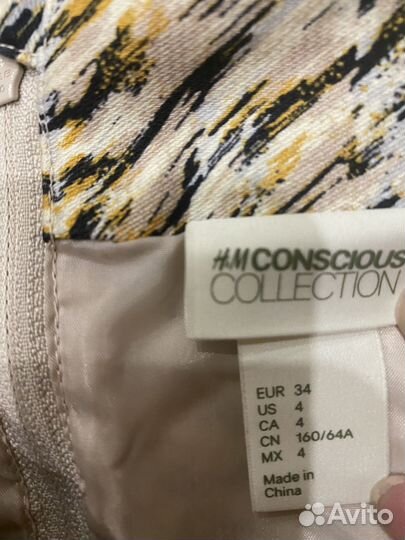 H&M CONSCIOUS
COLLECTION
EUR 34
US 4
CA 4
CN 160/64A
MX 4
Made in
China
Avito